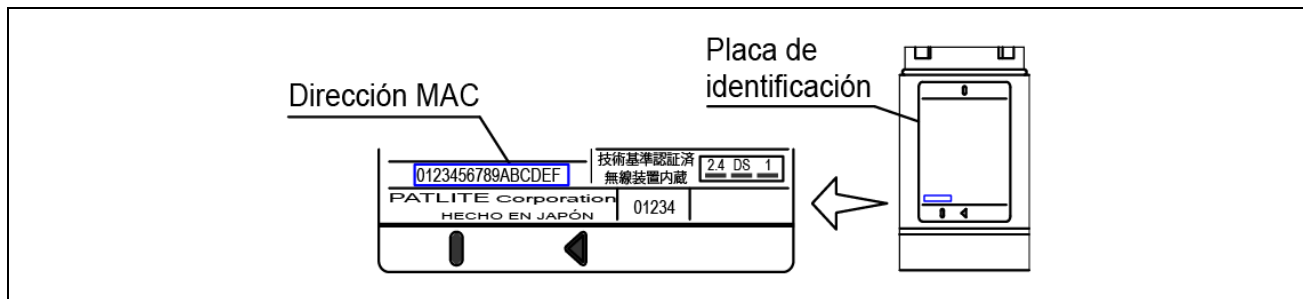 Placa de
identificación
Dirección MAC
0123456789ABCDEF
技術基準認証済
無線装置内蔵
2.4 DS 1
PATLITE Corporation
HECHO EN JAPÓN
01234